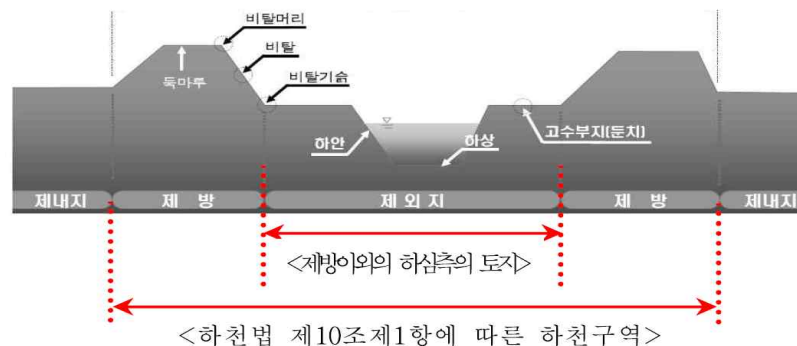 비탈머리
비탈
둑마루
비탈기슭
하안
하상
고수부지(둔치)
제내지
제 방
제외지
제 방
제내지
<제방이외의 하심측의 토지>
<하천법 제10조제1항에 따른 하천구역>